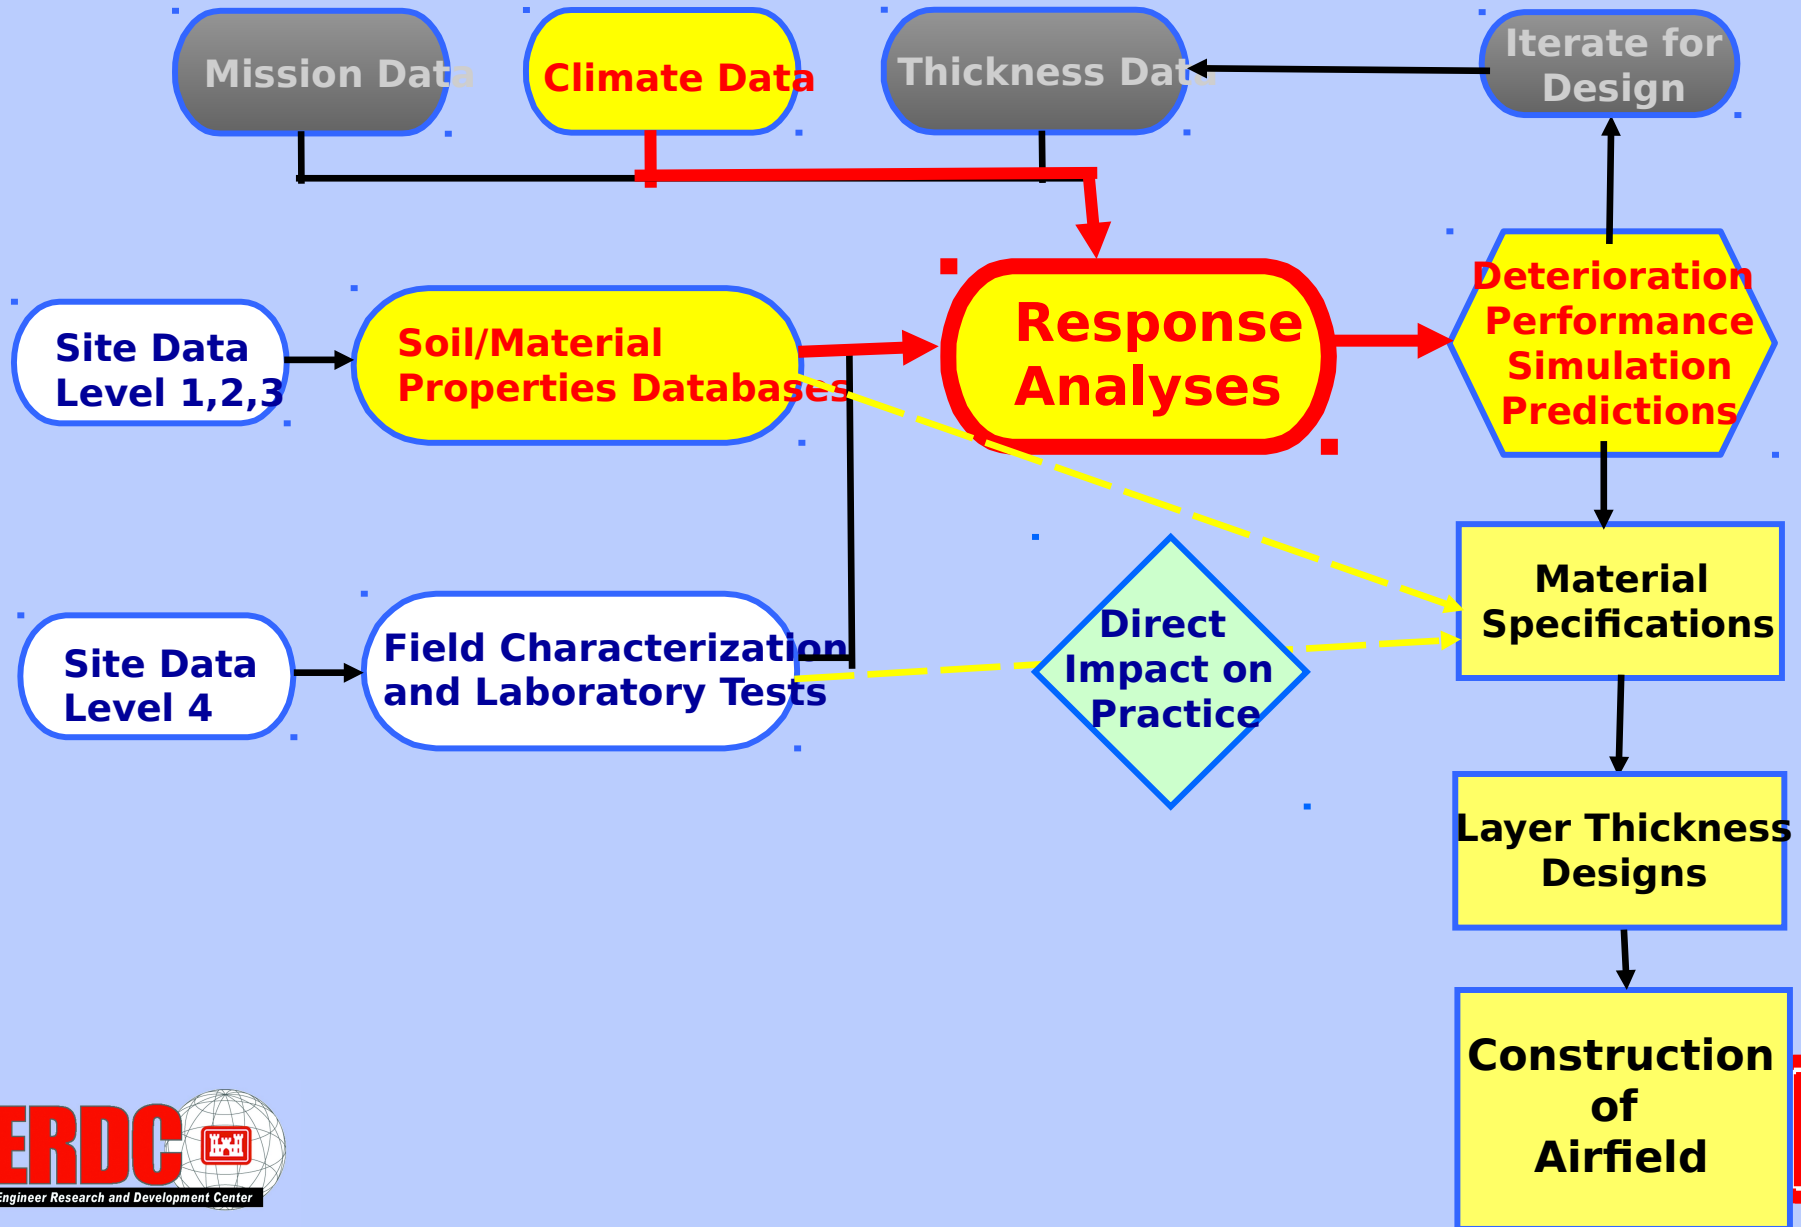 Mission Data
Climate Data
Thickness Data
Iterate for
Design
Site Data
Level 1,2,3
Soil/Material
Properties Databases
Response
Analyses
Deterioration
Performance
Simulation
Predictions
Site Data
Level 4
Field Characterization
and Laboratory Tests
Direct
Impact on
Practice
Material
Specifications
Layer Thickness
Designs
Construction
of
Airfield
ERDC
Engineer Research and Development Center